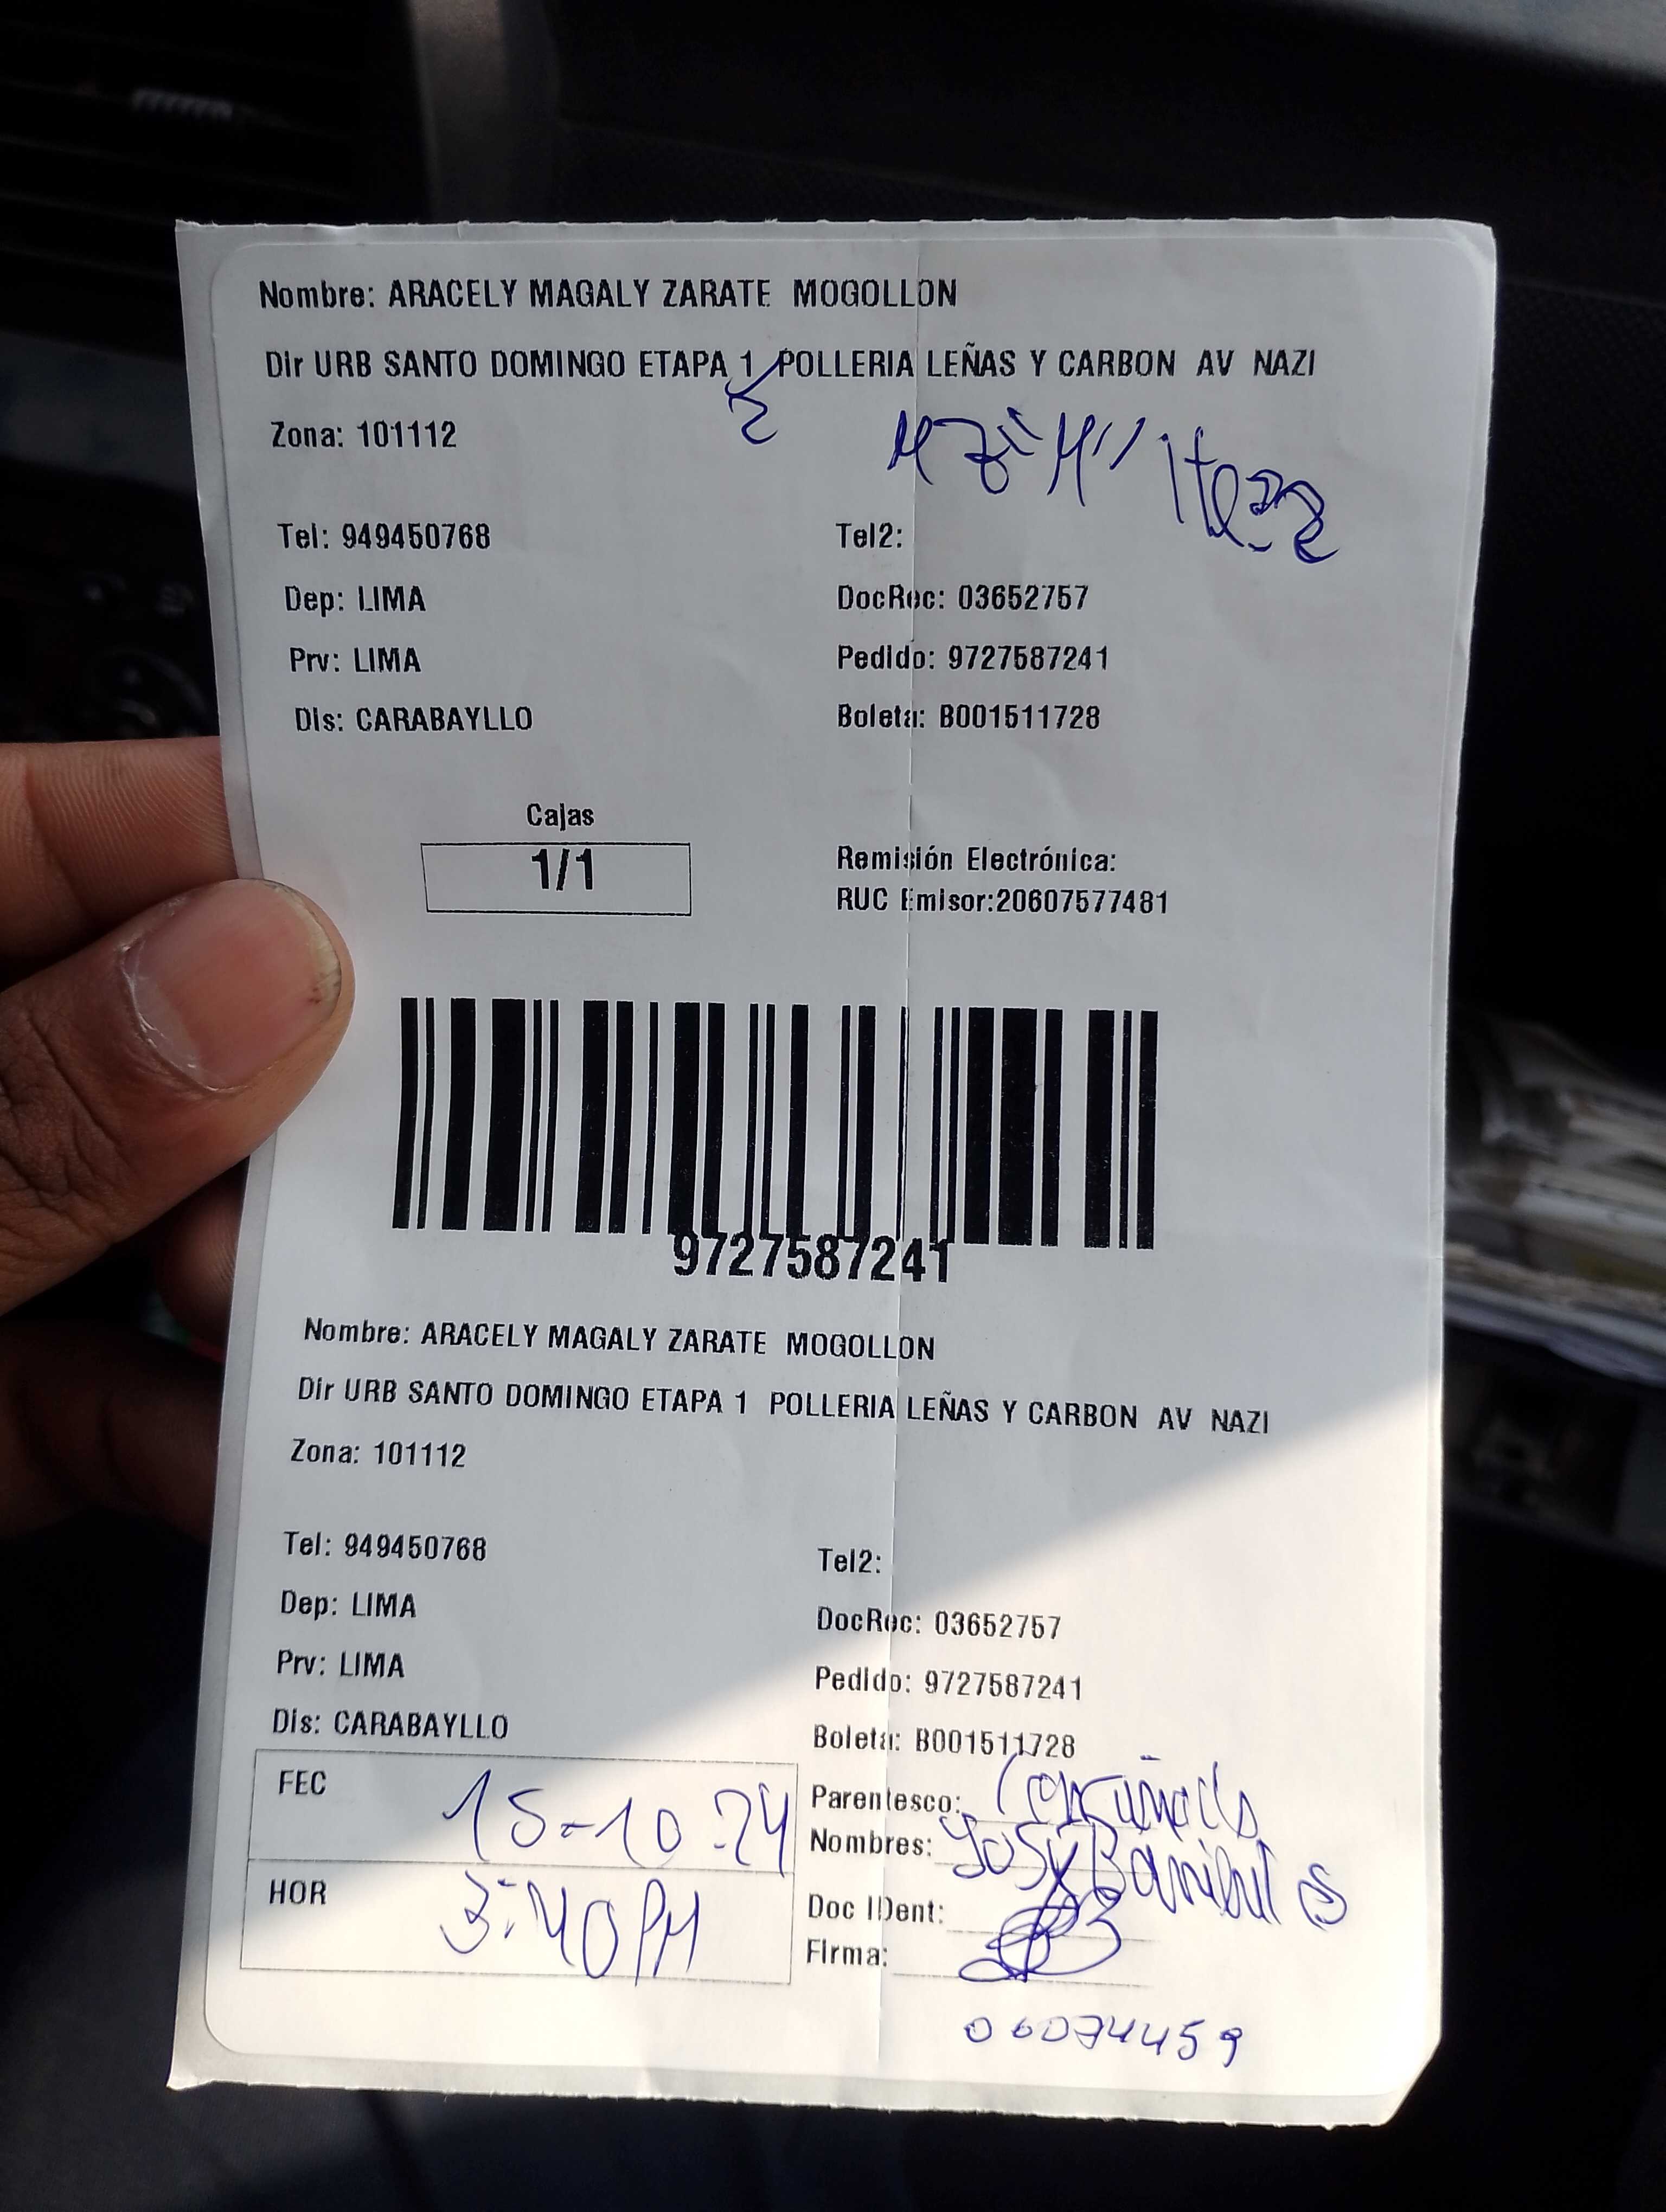 Nombre: ARACELY MAGALY ZARATE MOGOLLON
Dir URB SANTO DOMINGO ETAPA 1 POLLERIA LEÑAS Y CARBON AV NAZI
2
Zona: 101112
Tel: 949450768 Tel2:
Dep: LIMA DocRec: 03652757
Prv: LIMA Pedido: 9727587241
Dis: CARABAYLLO Boleta: B001511728
Cajas
1/1
Remisión Electrónica:
RUC Emisor:20607577481
9727587241
Nombre: ARACELY MAGALY ZARATE MOGOLLON
Dir URB SANTO DOMINGO ETAPA 1 POLLERIA LEÑAS Y CARBON AV NAZI
Zona: 101112
Tel: 949450768 Tel2:
Dep: LIMA DocRec: 03652757
Prv: LIMA Pedido: 9727587241
Dis: CARABAYLLO Boleta: B001511728
FEC 15-10-24
Parentesco:
Nombres:
HOR 3:40 PM
Doc IDent:
Firma:
06074459